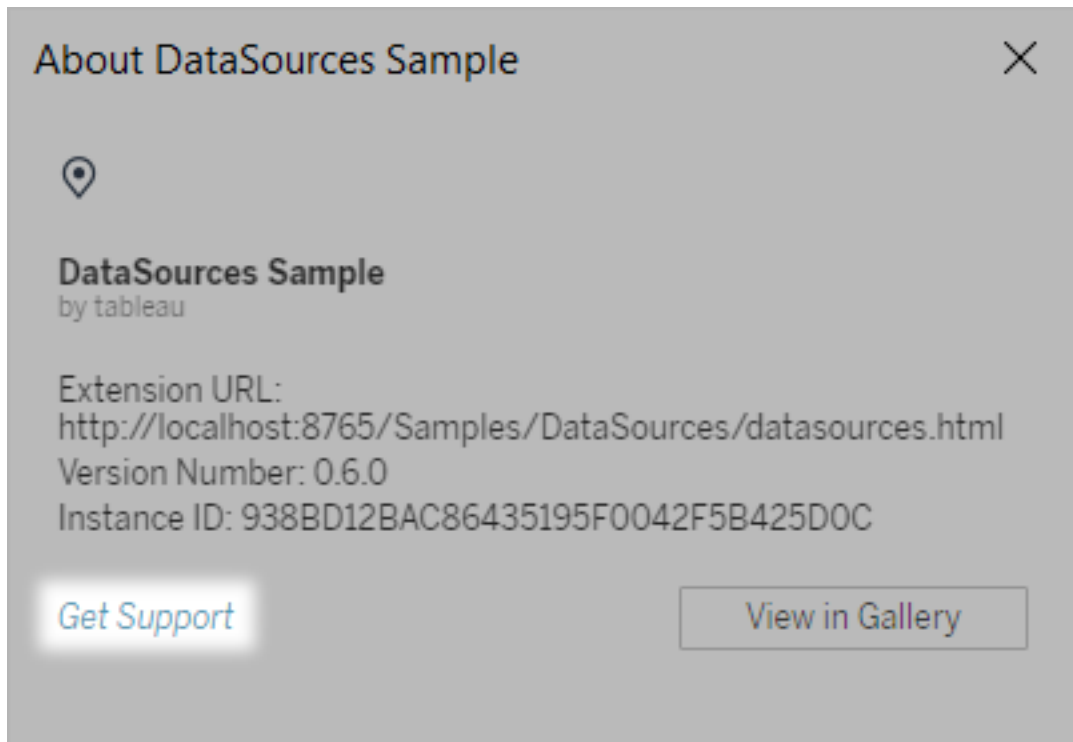 About DataSources Sample
DataSources Sample
by tableau
Extension URL:
http://localhost:8765/Samples/DataSources/datasources.html
Version Number: 0.6.0
Instance ID: 938BD12BAC86435195F0042F5B425D0C
Get Support
View in Gallery